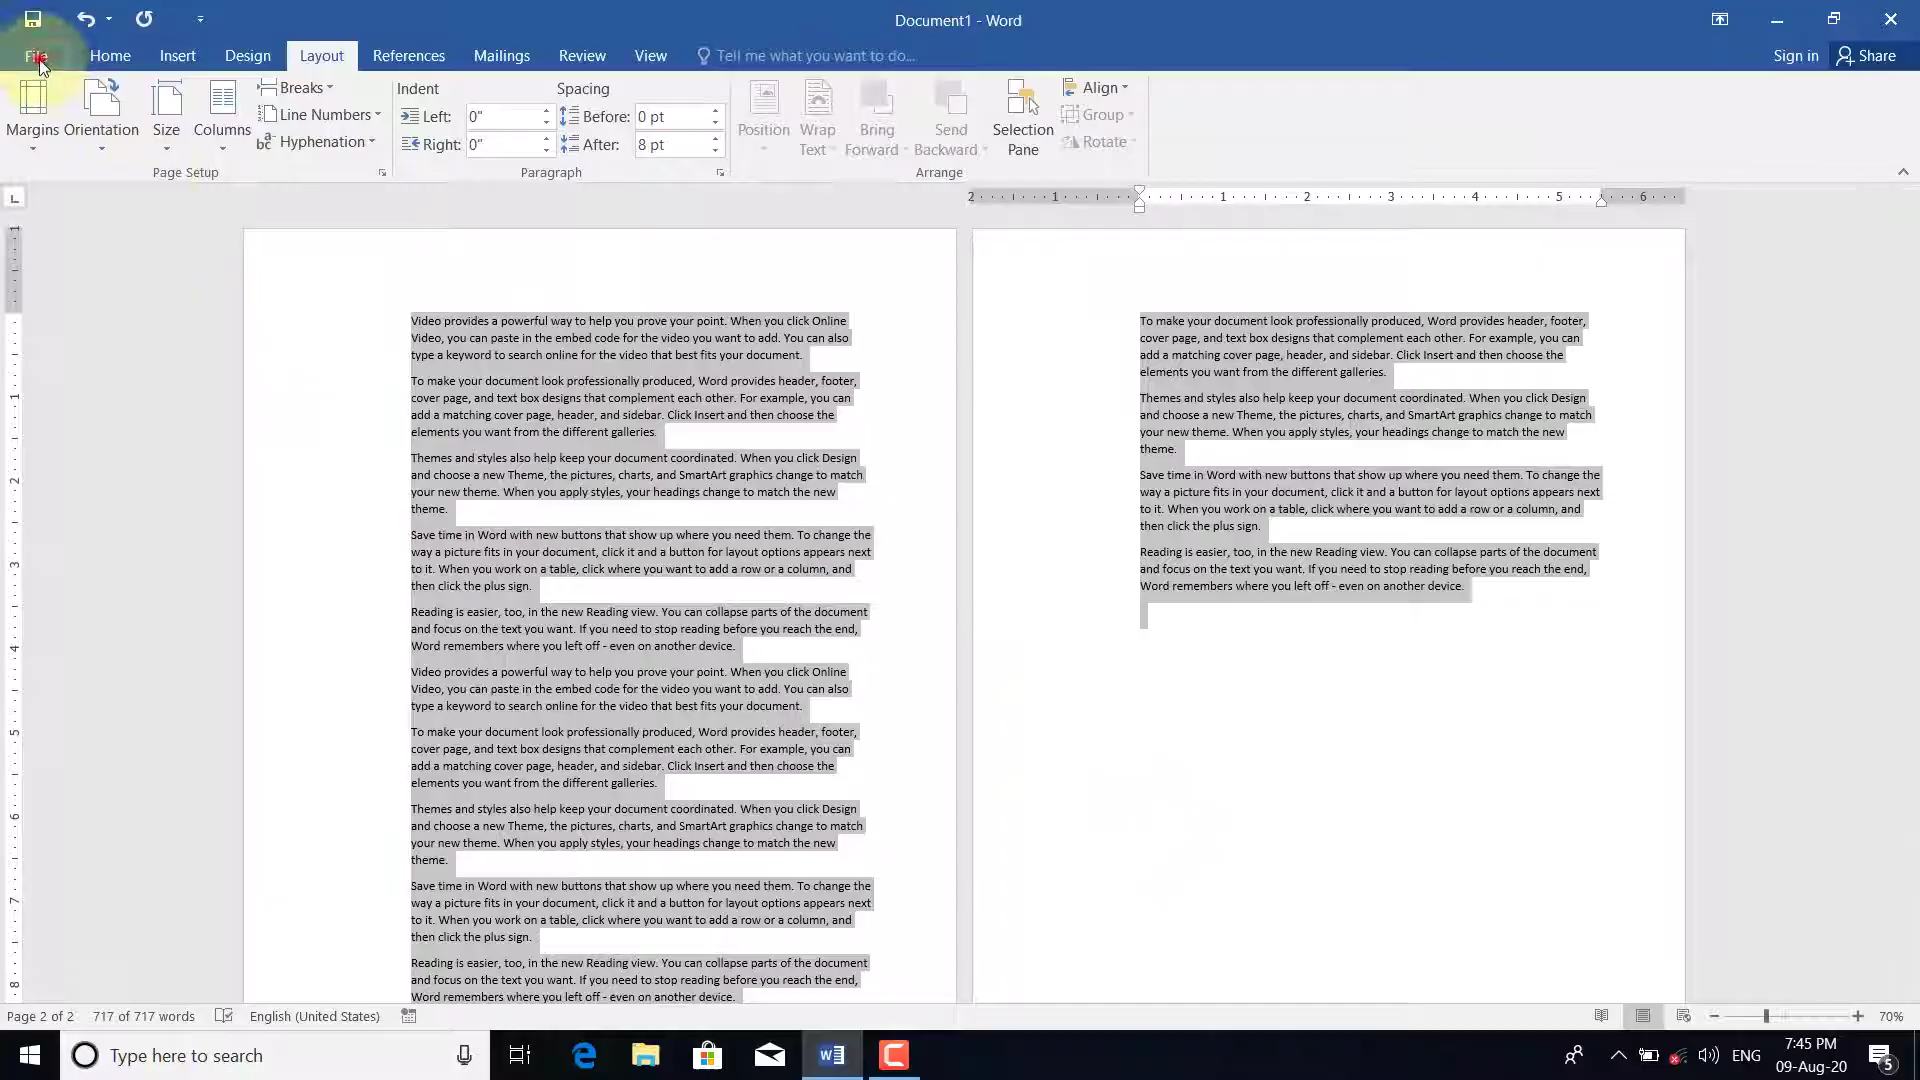 Document1 - Word
File
Home
Insert
Design
Layout
References
Mailings
Review
View
Tell me what you want to do...
Sign in
Share
Margins
Orientation
Size
Columns
Breaks
Line Numbers
Hyphenation
Page Setup
Indent
Left: 0"
Right: 0"
Spacing
Before: 0 pt
After: 8 pt
Paragraph
Position
Wrap
Text
Bring
Forward
Send
Backward
Selection
Pane
Align
Group
Rotate
Arrange
2 1 1 2 3 4 5 6
1
1
2
3
4
5
6
7
8
Video provides a powerful way to help you prove your point. When you click Online
Video, you can paste in the embed code for the video you want to add. You can also
type a keyword to search online for the video that best fits your document.
To make your document look professionally produced, Word provides header, footer,
cover page, and text box designs that complement each other. For example, you can
add a matching cover page, header, and sidebar. Click Insert and then choose the
elements you want from the different galleries.
Themes and styles also help keep your document coordinated. When you click Design
and choose a new Theme, the pictures, charts, and SmartArt graphics change to match
your new theme. When you apply styles, your headings change to match the new
theme.
Save time in Word with new buttons that show up where you need them. To change the
way a picture fits in your document, click it and a button for layout options appears next
to it. When you work on a table, click where you want to add a row or a column, and
then click the plus sign.
Reading is easier, too, in the new Reading view. You can collapse parts of the document
and focus on the text you want. If you need to stop reading before you reach the end,
Word remembers where you left off - even on another device.
Video provides a powerful way to help you prove your point. When you click Online
Video, you can paste in the embed code for the video you want to add. You can also
type a keyword to search online for the video that best fits your document.
To make your document look professionally produced, Word provides header, footer,
cover page, and text box designs that complement each other. For example, you can
add a matching cover page, header, and sidebar. Click Insert and then choose the
elements you want from the different galleries.
Themes and styles also help keep your document coordinated. When you click Design
and choose a new Theme, the pictures, charts, and SmartArt graphics change to match
your new theme. When you apply styles, your headings change to match the new
theme.
Save time in Word with new buttons that show up where you need them. To change the
way a picture fits in your document, click it and a button for layout options appears next
to it. When you work on a table, click where you want to add a row or a column, and
then click the plus sign.
Reading is easier, too, in the new Reading view. You can collapse parts of the document
and focus on the text you want. If you need to stop reading before you reach the end,
Word remembers where you left off - even on another device.
To make your document look professionally produced, Word provides header, footer,
cover page, and text box designs that complement each other. For example, you can
add a matching cover page, header, and sidebar. Click Insert and then choose the
elements you want from the different galleries.
Themes and styles also help keep your document coordinated. When you click Design
and choose a new Theme, the pictures, charts, and SmartArt graphics change to match
your new theme. When you apply styles, your headings change to match the new
theme.
Save time in Word with new buttons that show up where you need them. To change the
way a picture fits in your document, click it and a button for layout options appears next
to it. When you work on a table, click where you want to add a row or a column, and
then click the plus sign.
Reading is easier, too, in the new Reading view. You can collapse parts of the document
and focus on the text you want. If you need to stop reading before you reach the end,
Word remembers where you left off - even on another device.
Page 2 of 2
717 of 717 words
English (United States)
70%
Type here to search
ENG
7:45 PM
09-Aug-20
5